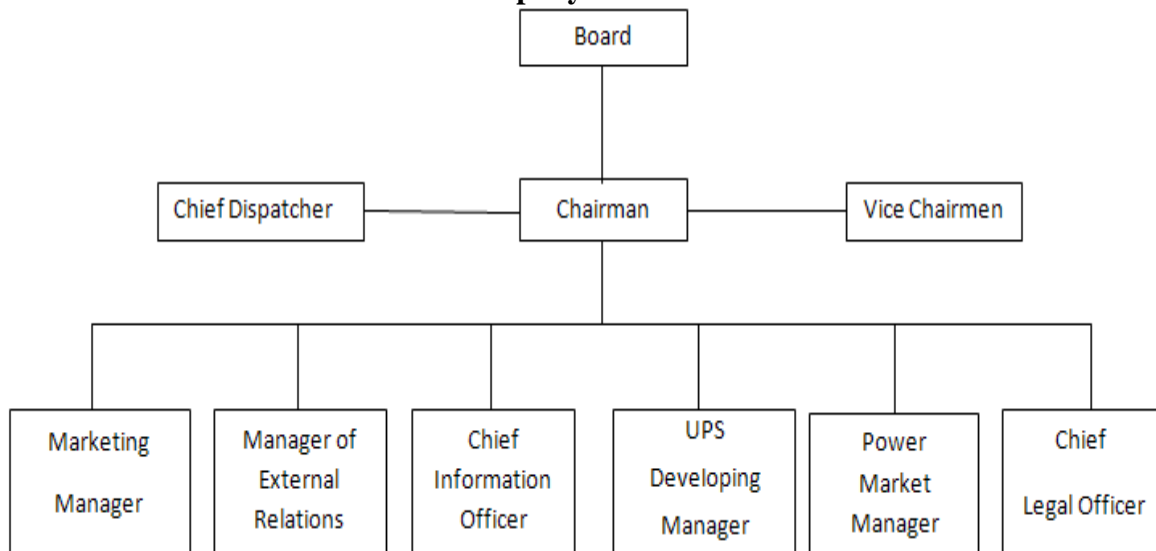 Board
Chief Dispatcher
Chairman
Vice Chairmen
Marketing
Manager
Manager of
External
Relations
Chief
Information
Officer
UPS
Developing
Manager
Power
Market
Manager
Chief
Legal Officer